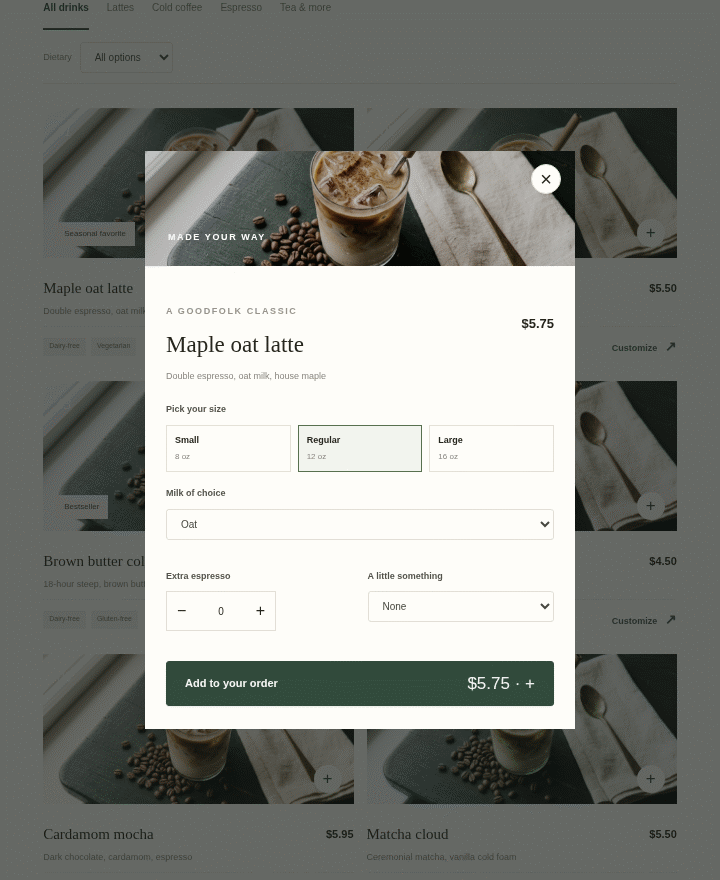 All drinks Lattes Cold coffee Espresso Tea & more
Dietary All options
Seasonal favorite
Maple oat latte
$5.50
Double espresso, oat milk
Dairy-free Vegetarian
Customize ↗
MADE YOUR WAY
×
A GOODFOLK CLASSIC
$5.75
Maple oat latte
Double espresso, oat milk, house maple
Pick your size
Small Regular Large
8 oz 12 oz 16 oz
Milk of choice
Oat
Extra espresso A little something
− 0 + None
Add to your order $5.75 · +
Bestseller
Brown butter col
$4.50
18-hour steep, brown butt
Dairy-free Gluten-free
Customize ↗
Cardamom mocha $5.95
Dark chocolate, cardamom, espresso
Matcha cloud $5.50
Ceremonial matcha, vanilla cold foam